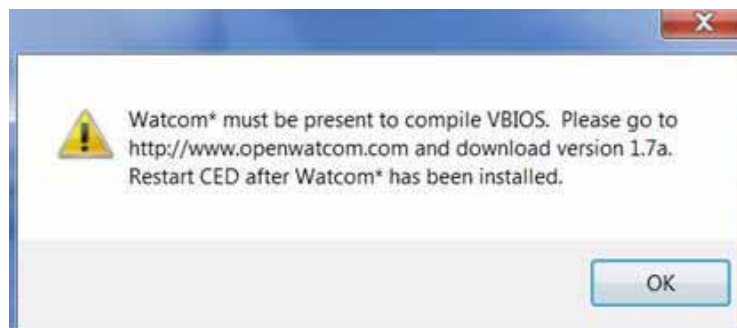 Watcom* must be present to compile VBIOS.  Please go to
http://www.openwatcom.com and download version 1.7a.
Restart CED after Watcom* has been installed.
OK